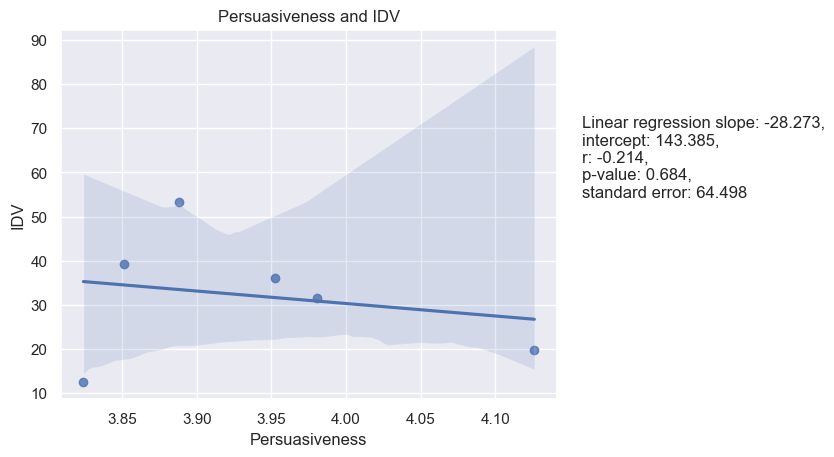 Persuasiveness and IDV
90
80
70
60
50
40
30
20
10
IDV
3.85
3.90
3.95
4.00
4.05
4.10
Persuasiveness
Linear regression slope: -28.273,
intercept: 143.385,
r: -0.214,
p-value: 0.684,
standard error: 64.498